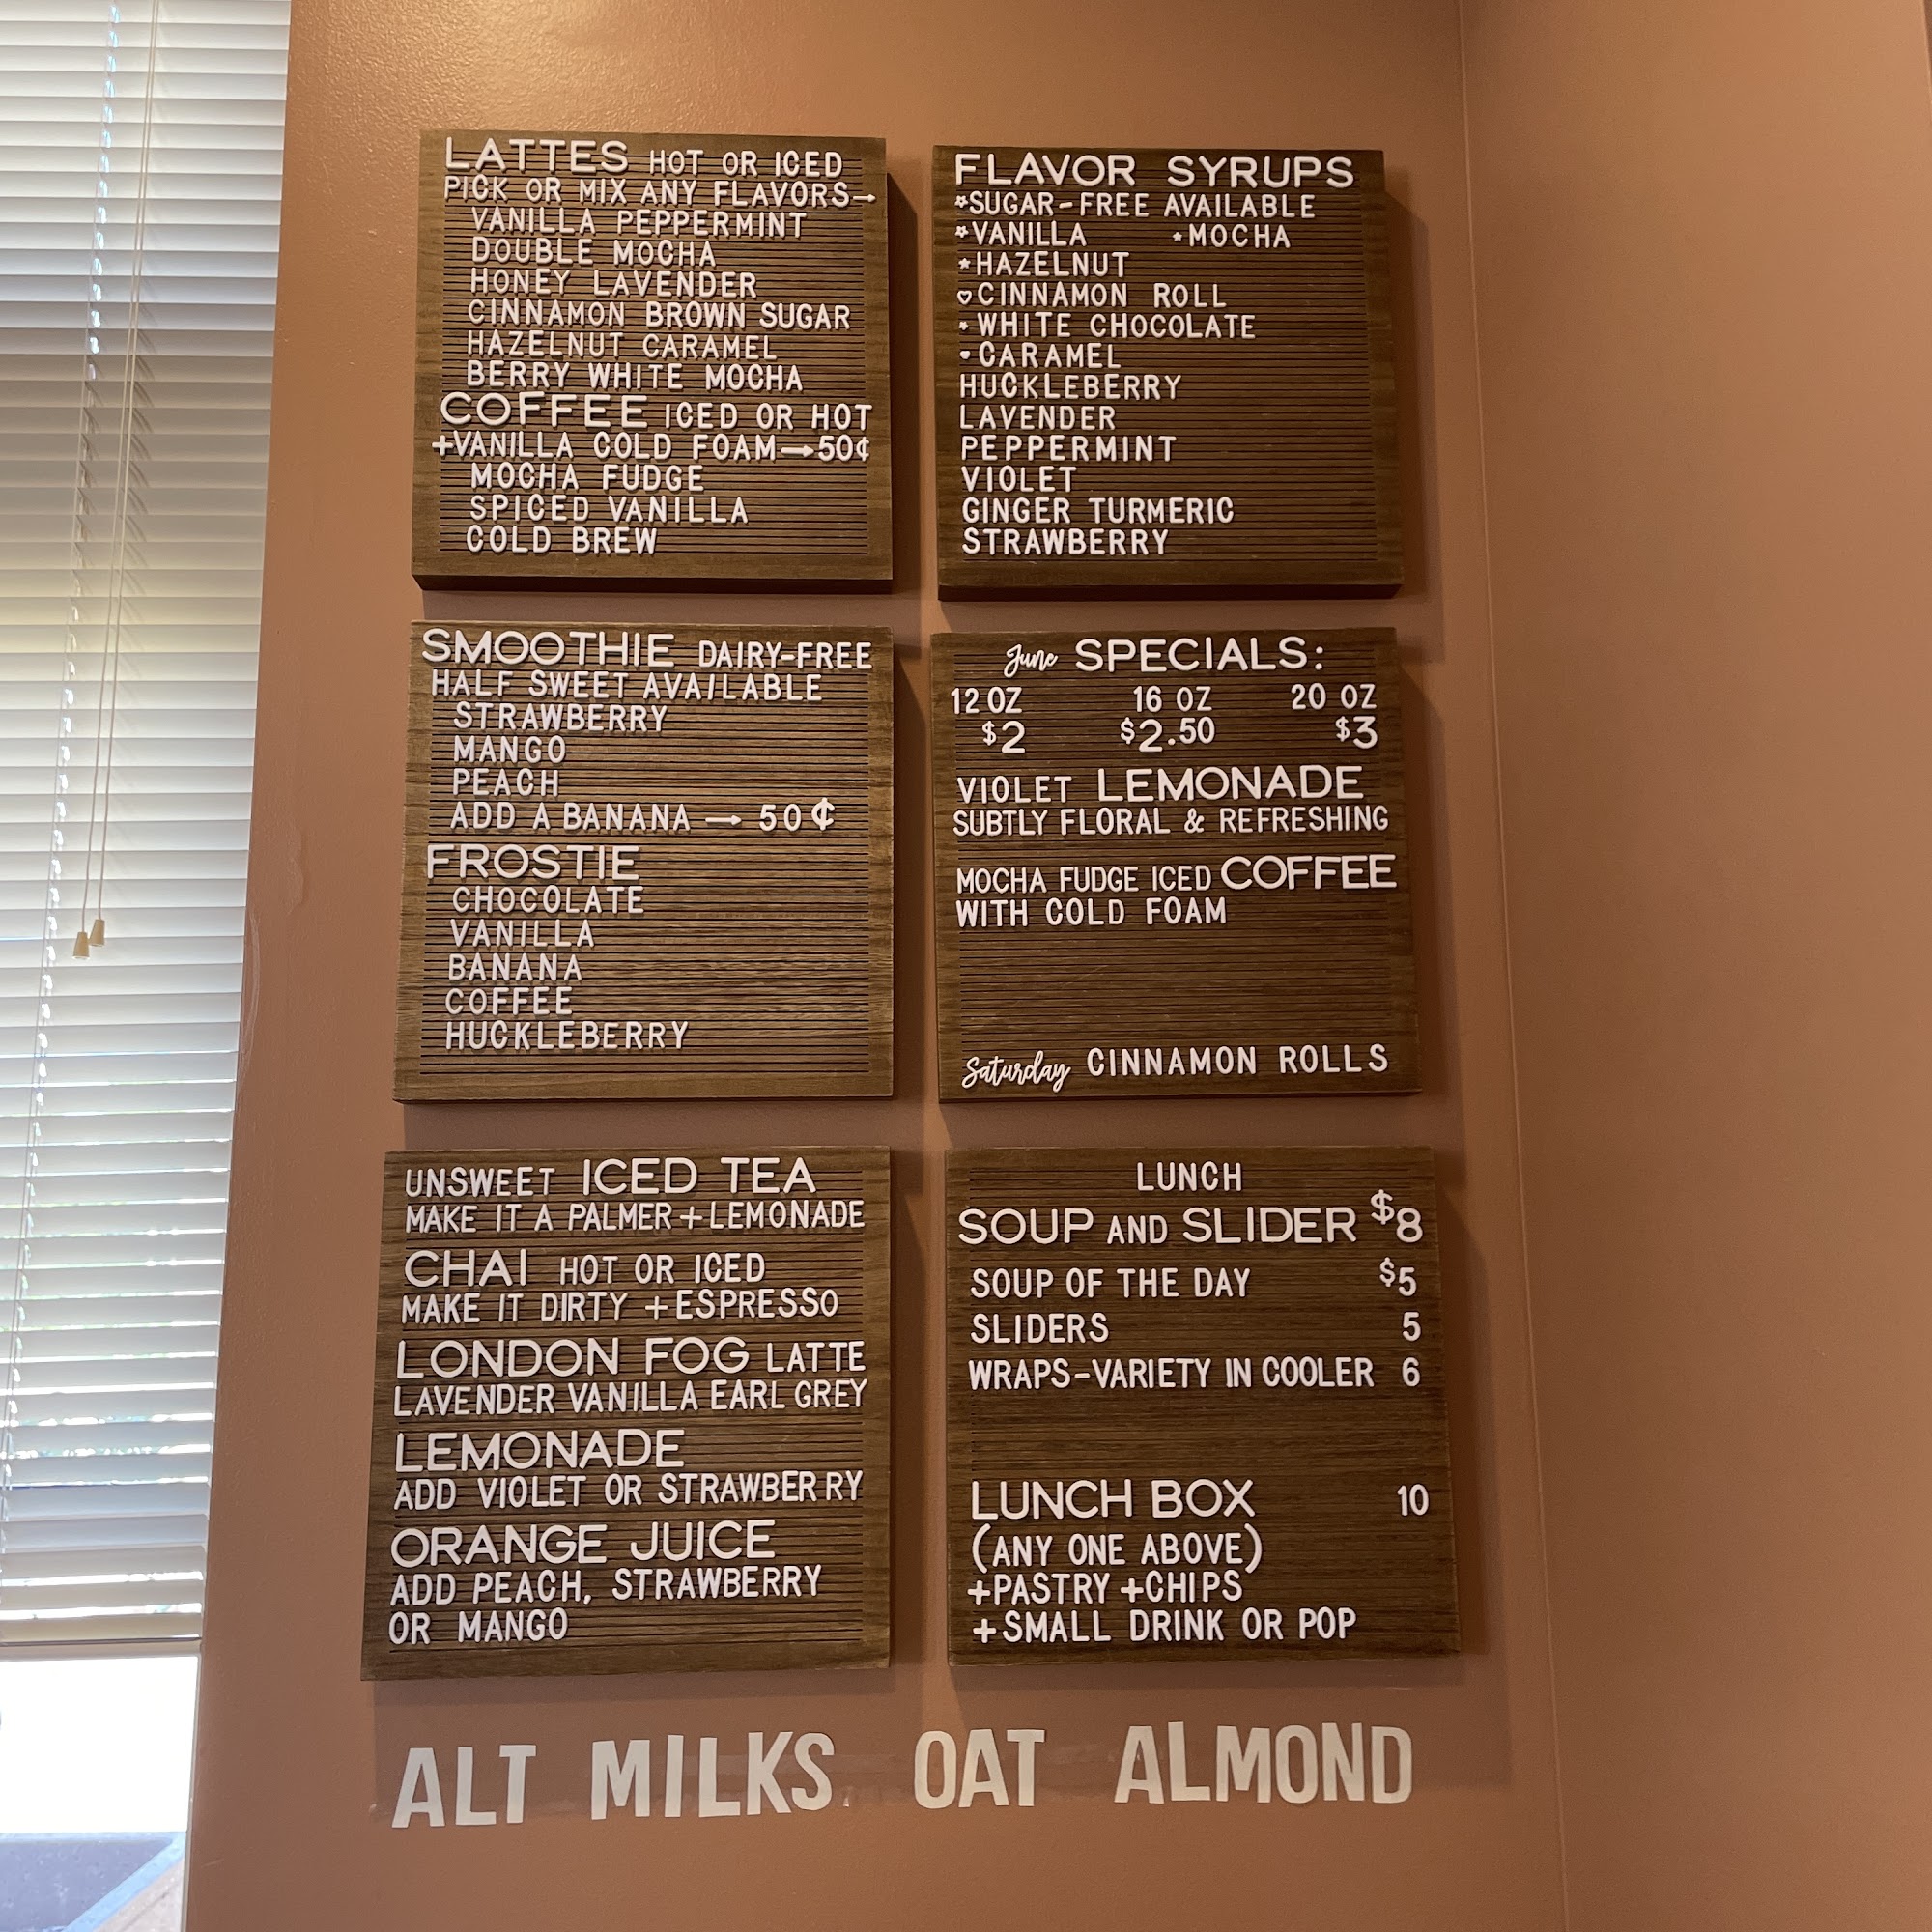 LATTES HOT OR ICED
PICK OR MIX ANY FLAVORS→
VANILLA PEPPERMINT
DOUBLE MOCHA
HONEY LAVENDER
CINNAMON BROWN SUGAR
HAZELNUT CARAMEL
BERRY WHITE MOCHA
COFFEE ICED OR HOT
+VANILLA COLD FOAM→50¢
MOCHA FUDGE
SPICED VANILLA
COLD BREW
FLAVOR SYRUPS
*SUGAR-FREE AVAILABLE
*VANILLA *MOCHA
*HAZELNUT
♡CINNAMON ROLL
*WHITE CHOCOLATE
♥CARAMEL
HUCKLEBERRY
LAVENDER
PEPPERMINT
VIOLET
GINGER TURMERIC
STRAWBERRY
SMOOTHIE DAIRY-FREE
HALF SWEET AVAILABLE
STRAWBERRY
MANGO
PEACH
ADD A BANANA → 50¢
FROSTIE
CHOCOLATE
VANILLA
BANANA
COFFEE
HUCKLEBERRY
June SPECIALS:
12 OZ 16 OZ 20 OZ
$2 $2.50 $3
VIOLET LEMONADE
SUBTLY FLORAL & REFRESHING
MOCHA FUDGE ICED COFFEE
WITH COLD FOAM
Saturday CINNAMON ROLLS
UNSWEET ICED TEA
MAKE IT A PALMER + LEMONADE
CHAI HOT OR ICED
MAKE IT DIRTY + ESPRESSO
LONDON FOG LATTE
LAVENDER VANILLA EARL GREY
LEMONADE
ADD VIOLET OR STRAWBERRY
ORANGE JUICE
ADD PEACH, STRAWBERRY
OR MANGO
LUNCH
SOUP AND SLIDER $8
SOUP OF THE DAY $5
SLIDERS 5
WRAPS-VARIETY IN COOLER 6
LUNCH BOX 10
(ANY ONE ABOVE)
+PASTRY +CHIPS
+SMALL DRINK OR POP
ALT MILKS OAT ALMOND